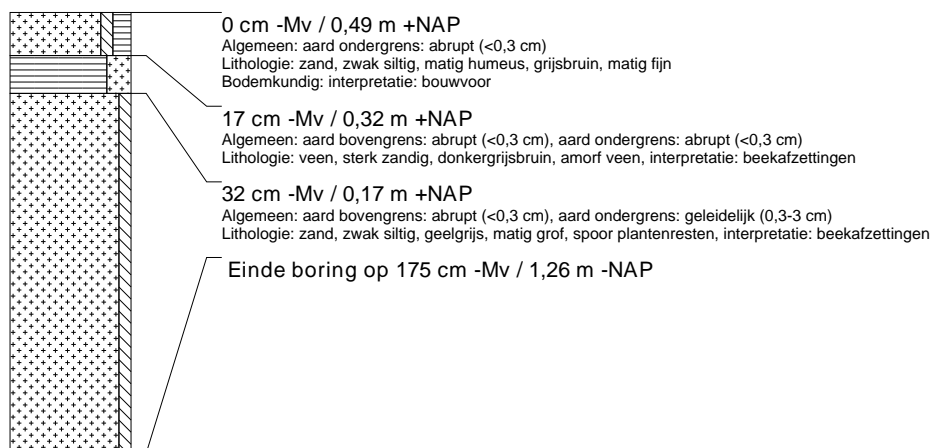 0 cm -Mv / 0,49 m +NAP
Algemeen: aard ondergrens: abrupt (<0,3 cm)
Lithologie: zand, zwak siltig, matig humeus, grijsbruin, matig fijn
Bodemkundig: interpretatie: bouwvoor
17 cm -Mv / 0,32 m +NAP
Algemeen: aard bovengrens: abrupt (<0,3 cm), aard ondergrens: abrupt (<0,3 cm)
Lithologie: veen, sterk zandig, donkergrijsbruin, amorf veen, interpretatie: beekafzettingen
32 cm -Mv / 0,17 m +NAP
Algemeen: aard bovengrens: abrupt (<0,3 cm), aard ondergrens: geleidelijk (0,3-3 cm)
Lithologie: zand, zwak siltig, geelgrijs, matig grof, spoor plantenresten, interpretatie: beekafzettingen
Einde boring op 175 cm -Mv / 1,26 m -NAP